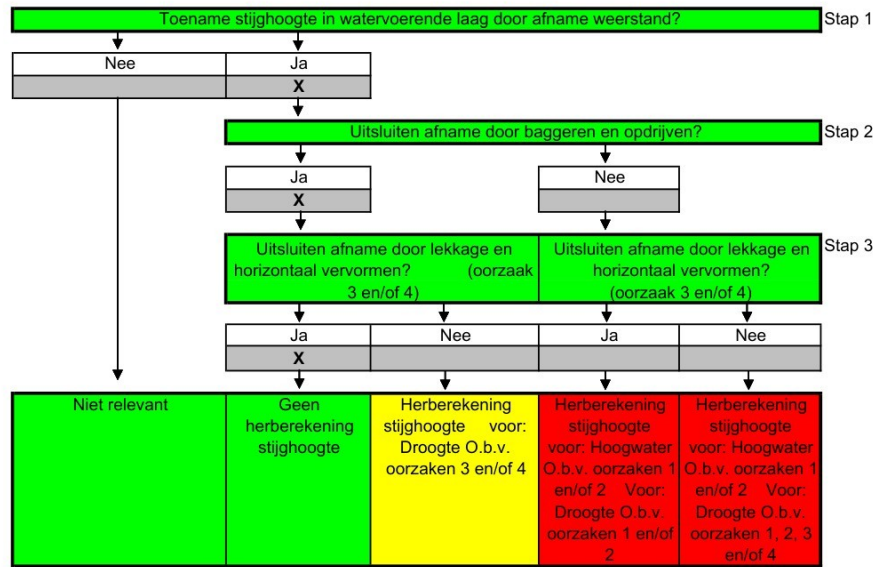 Toename stijghoogte in watervoerende laag door afname weerstand?
Stap 1
Nee
Ja
X
Uitsluiten afname door baggeren en opdrijven?
Stap 2
Ja
Nee
X
Uitsluiten afname door lekkage en
horizontaal vervormen? (oorzaak
3 en/of 4)
Uitsluiten afname door lekkage en
horizontaal vervormen?
(oorzaak 3 en/of 4)
Stap 3
Ja
Nee
Ja
Nee
X
Niet relevant
Geen
herberekening
stijghoogte
Herberekening
stijghoogte voor:
Droogte O.b.v.
oorzaken 3 en/of 4
Herberekening
stijghoogte
voor: Hoogwater
O.b.v. oorzaken 1
en/of 2 Voor:
Droogte O.b.v.
oorzaken 1 en/of
2
Herberekening
stijghoogte
voor: Hoogwater
O.b.v. oorzaken 1
en/of 2 Voor:
Droogte O.b.v.
oorzaken 1, 2, 3
en/of 4